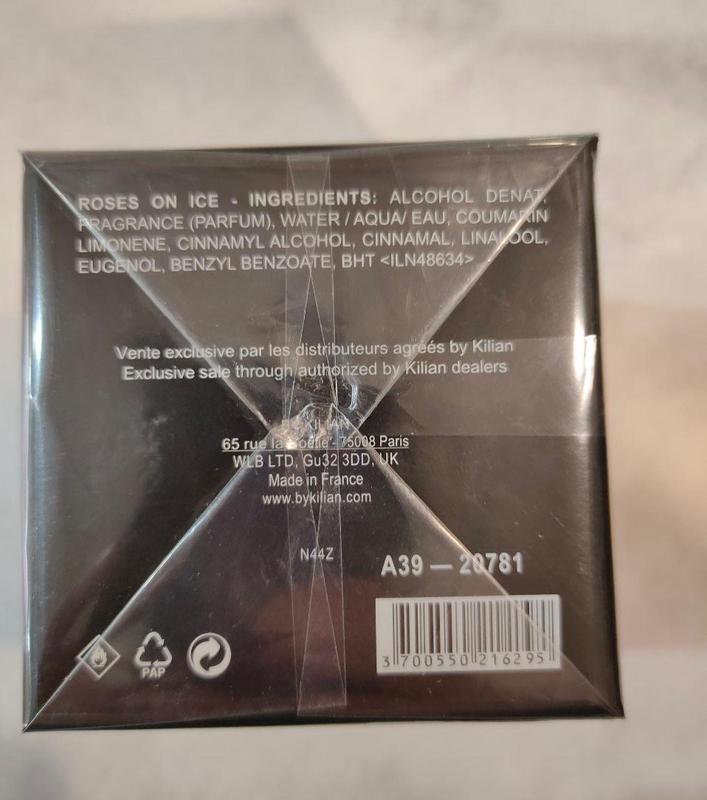 ROSES ON ICE - INGREDIENTS: ALCOHOL DENAT,
FRAGRANCE (PARFUM), WATER / AQUA/ EAU, COUMARIN
LIMONENE, CINNAMYL ALCOHOL, CINNAMAL, LINALOOL,
EUGENOL, BENZYL BENZOATE, BHT <ILN48634>
Vente exclusive par les distributeurs agréés by Kilian
Exclusive sale through authorized by Kilian dealers
KILIAN
65 rue la 75008 Paris
WLB LTD, Gu32 3DD, UK
Made in France
www.bykilian.com
N44Z
A39 — 20781
PAP
3 700550 216295